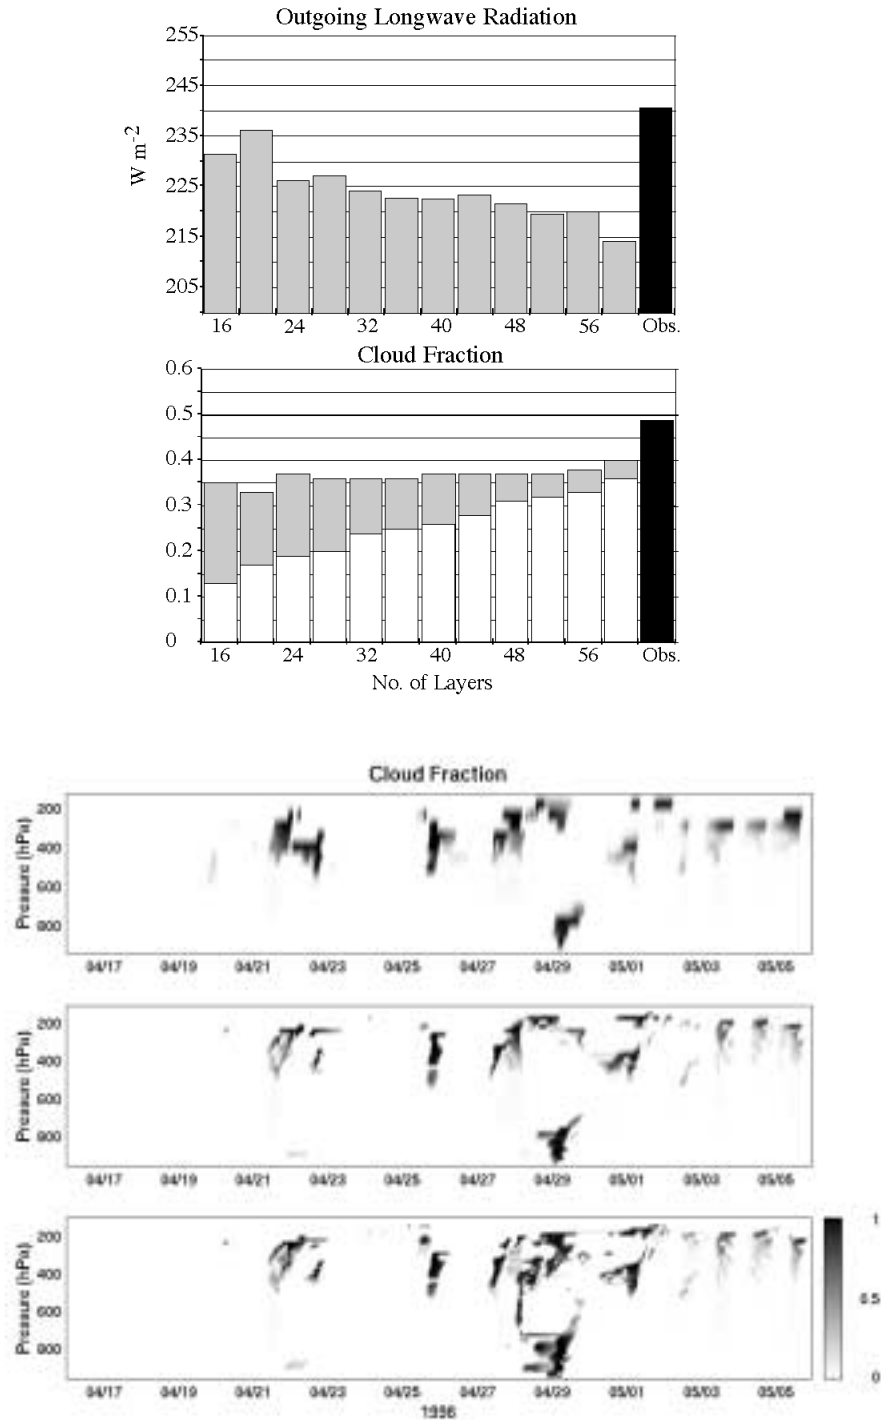 Outgoing Longwave Radiation
255
245
235
225
215
205
W m-2
16 24 32 40 48 56 Obs.
Cloud Fraction
0.6
0.5
0.4
0.3
0.2
0.1
0
16 24 32 40 48 56 Obs.
No. of Layers
Cloud Fraction
Pressure (hPa)
200
400
600
800
04/17 04/19 04/21 04/23 04/25 04/27 04/29 05/01 05/03 05/05
Pressure (hPa)
200
400
600
800
04/17 04/19 04/21 04/23 04/25 04/27 04/29 05/01 05/03 05/05
Pressure (hPa)
200
400
600
800
04/17 04/19 04/21 04/23 04/25 04/27 04/29 05/01 05/03 05/05
1996
1
0.5
0